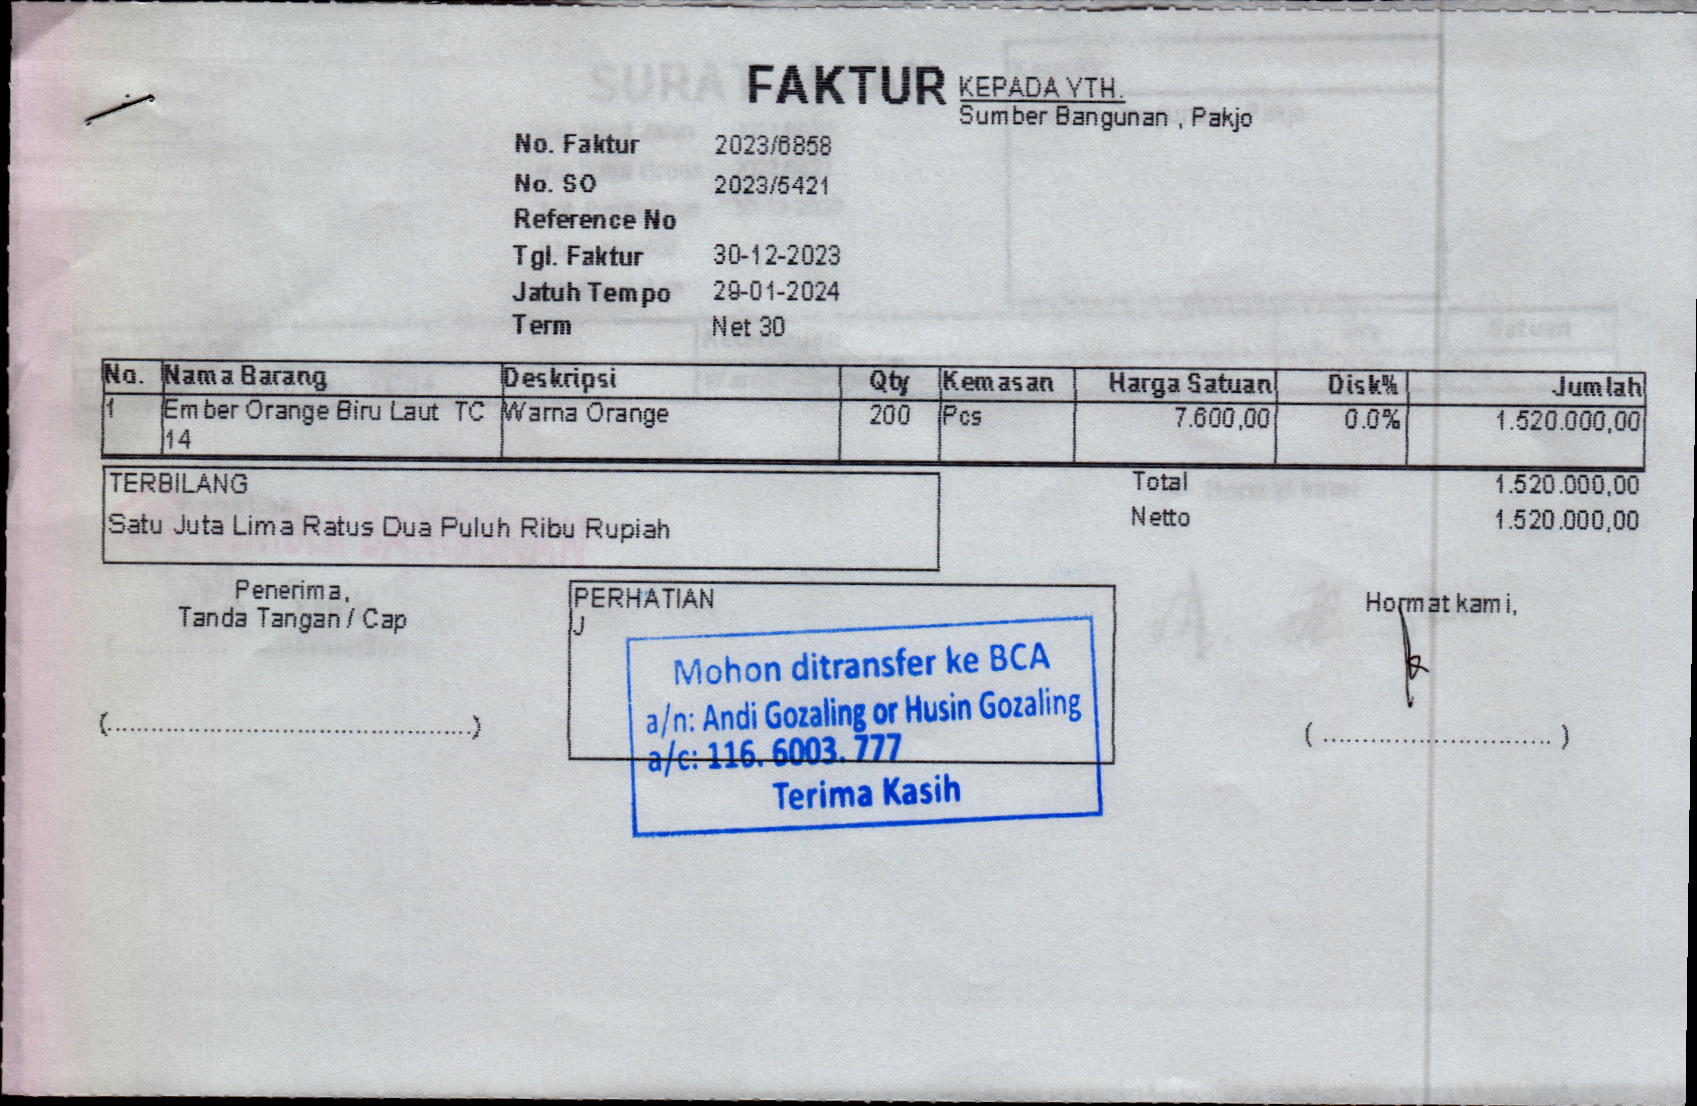 FAKTUR
KEPADA YTH.
Sumber Bangunan , Pakjo
No. Faktur 2023/6858
No. SO 2023/5421
Reference No
Tgl. Faktur 30-12-2023
Jatuh Tempo 29-01-2024
Term Net 30
No. Nama Barang Deskripsi Qty Kemasan Harga Satuan Disk% Jumlah
1 Ember Orange Biru Laut TC Warna Orange 200 Pcs 7.600,00 0.0% 1.520.000,00
14
TERBILANG
Satu Juta Lima Ratus Dua Puluh Ribu Rupiah
Total 1.520.000,00
Netto 1.520.000,00
Penerima,
Tanda Tangan / Cap
(..............................................)
PERHATIAN
J
Mohon ditransfer ke BCA
a/n: Andi Gozaling or Husin Gozaling
a/c: 116. 6003. 777
Terima Kasih
Hormat kami,
( ............................ )